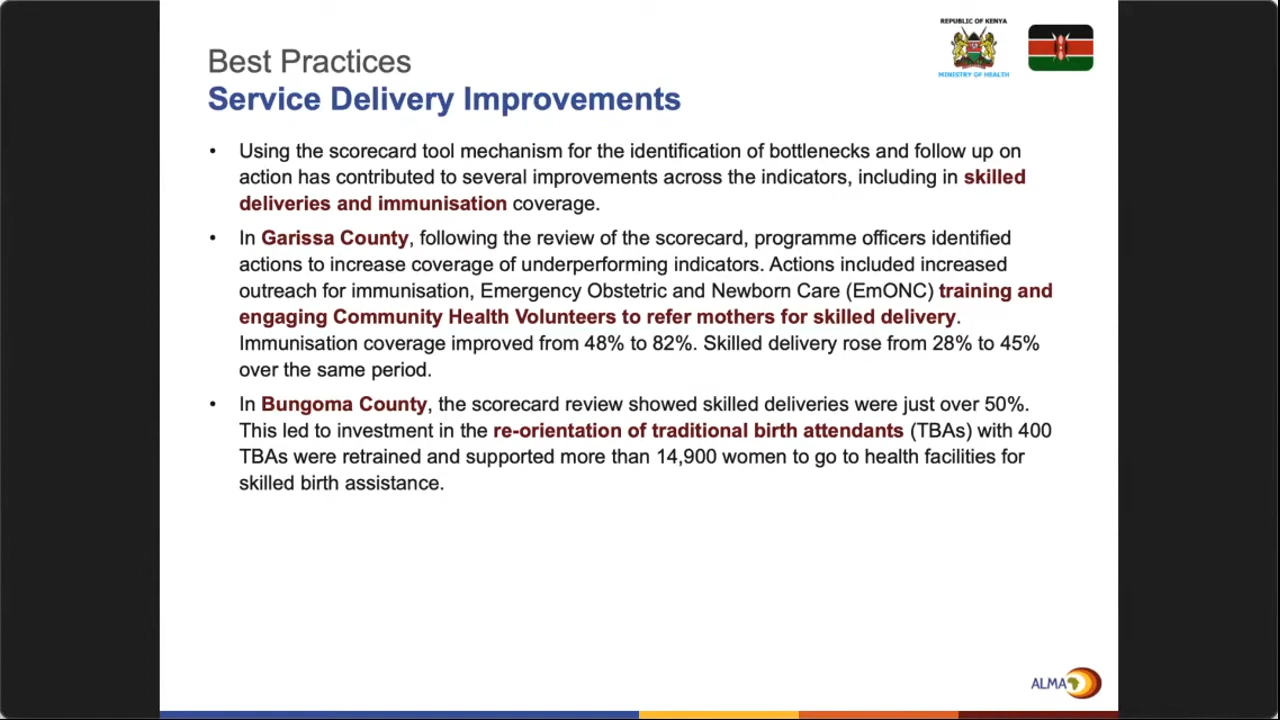 REPUBLIC OF KENYA
MINISTRY OF HEALTH
Best Practices
Service Delivery Improvements
• Using the scorecard tool mechanism for the identification of bottlenecks and follow up on
action has contributed to several improvements across the indicators, including in skilled
deliveries and immunisation coverage.
• In Garissa County, following the review of the scorecard, programme officers identified
actions to increase coverage of underperforming indicators. Actions included increased
outreach for immunisation, Emergency Obstetric and Newborn Care (EmONC) training and
engaging Community Health Volunteers to refer mothers for skilled delivery.
Immunisation coverage improved from 48% to 82%. Skilled delivery rose from 28% to 45%
over the same period.
• In Bungoma County, the scorecard review showed skilled deliveries were just over 50%.
This led to investment in the re-orientation of traditional birth attendants (TBAs) with 400
TBAs were retrained and supported more than 14,900 women to go to health facilities for
skilled birth assistance.
ALMA